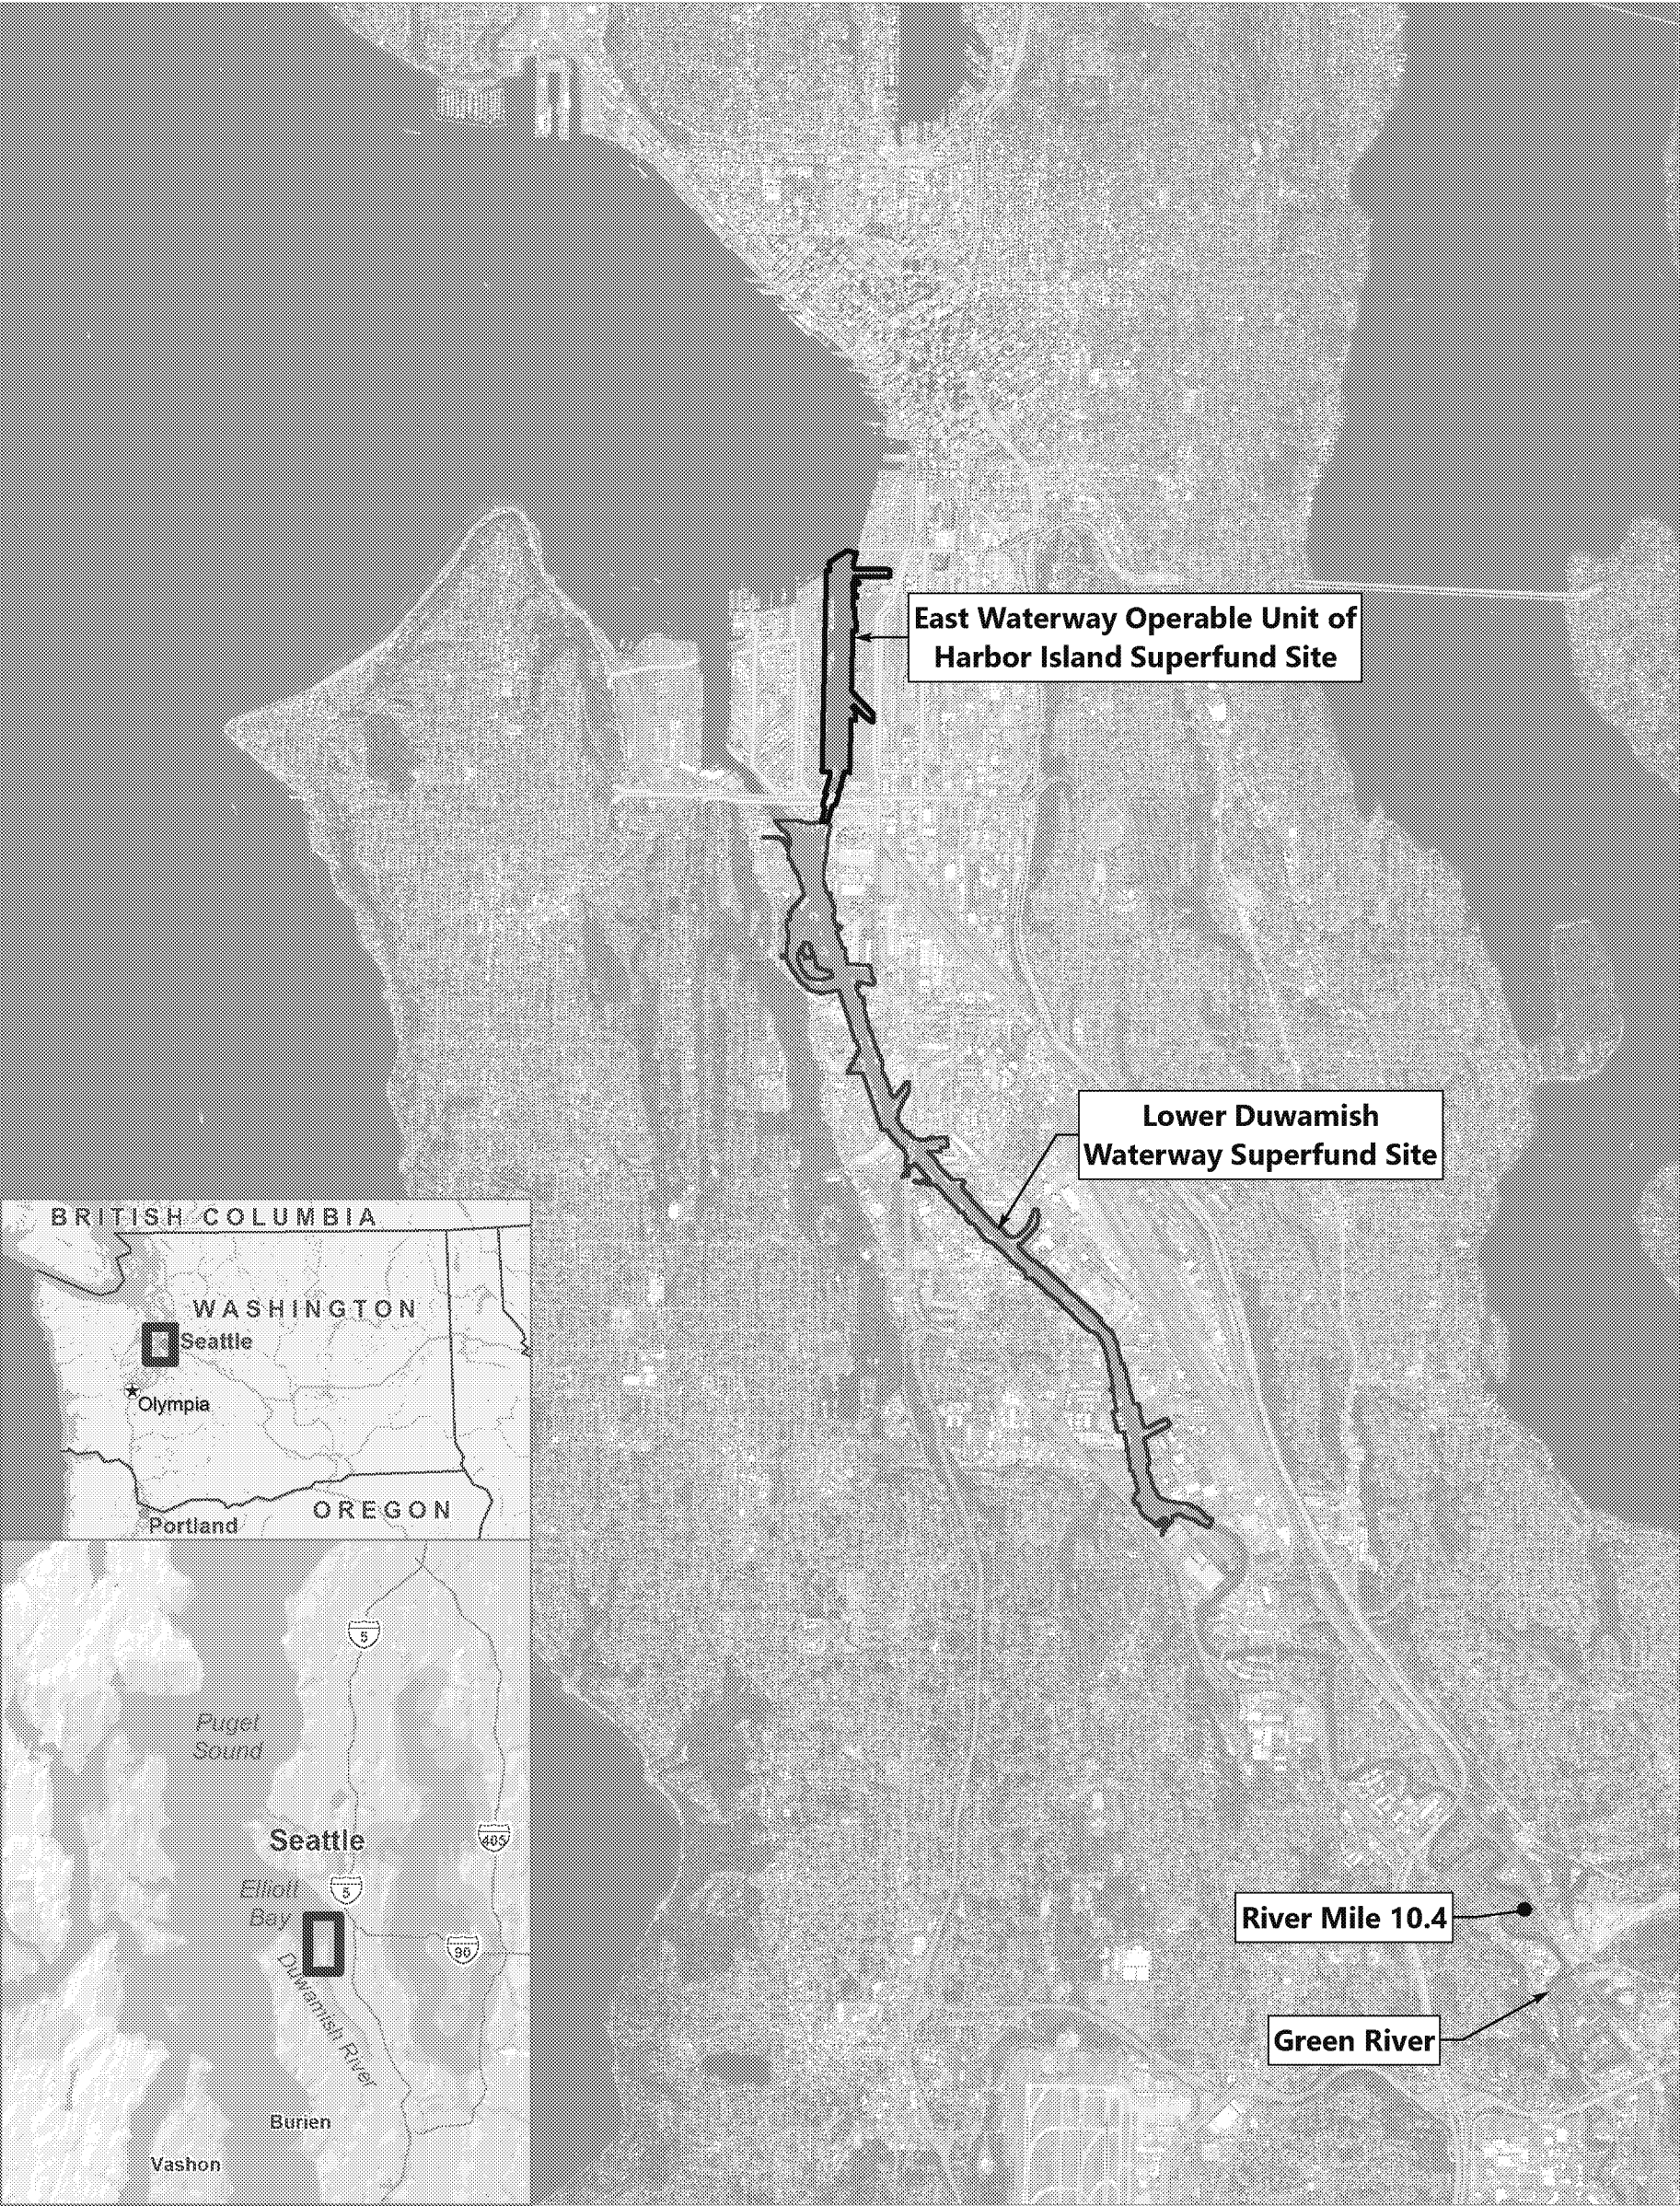 East Waterway Operable Unit of
Harbor Island Superfund Site
Lower Duwamish
Waterway Superfund Site
BRITISH COLUMBIA
WASHINGTON
Seattle
Olympia
OREGON
Portland
5
Puget
Sound
Seattle
405
Elliott
Bay
5
90
Duwamish River
Burien
Vashon
River Mile 10.4
Green River